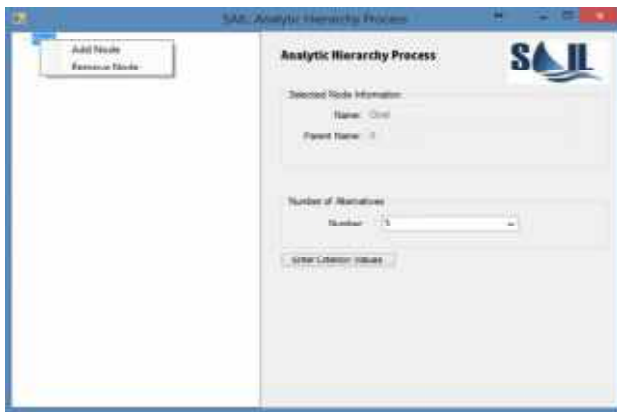 SAIL: Analytic Hierarchy Process
Add Node
Remove Node
Analytic Hierarchy Process
SAIL
Selected Node Information
Name: Goal
Parent Name:
Number of Alternatives
Number
Enter Criterion Values